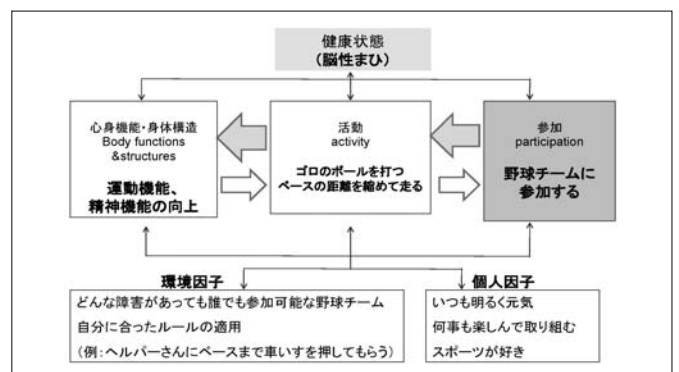 健康状態
(脳性まひ)
心身機能・身体構造
Body functions
&structures
運動機能、
精神機能の向上
活動
activity
ゴロのボールを打つ
ベースの距離を縮めて走る
参加
participation
野球チームに
参加する
環境因子
どんな障害があっても誰でも参加可能な野球チーム
自分に合ったルールの適用
(例:ヘルパーさんにベースまで車いすを押してもらう)
個人因子
いつも明るく元気
何事も楽しんで取り組む
スポーツが好き